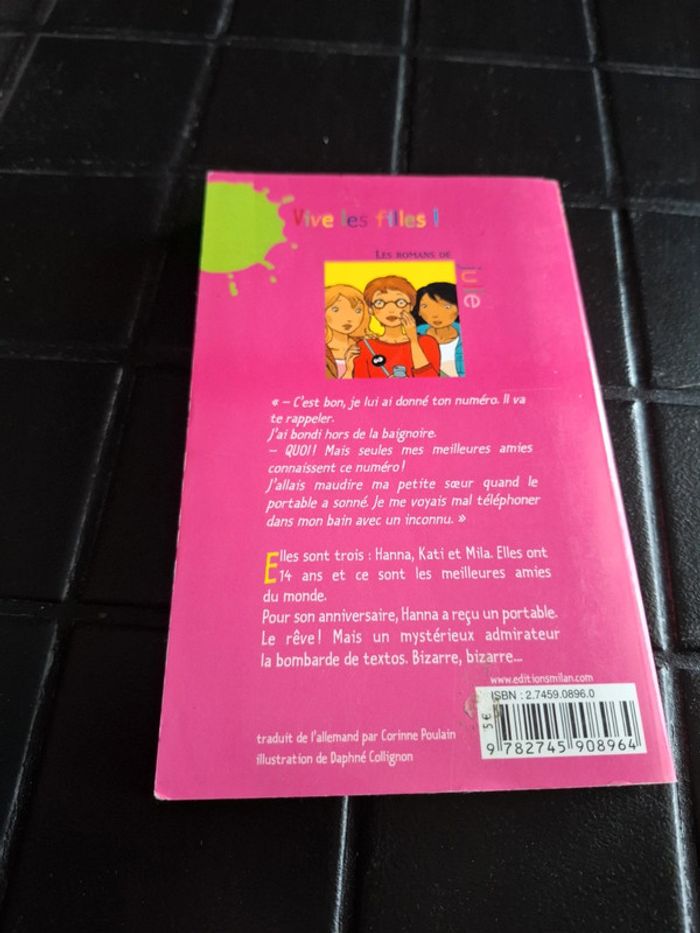 Vive les filles !
LES ROMANS DE
Julie
« – C'est bon, je lui ai donné ton numéro. Il va
te rappeler.
J'ai bondi hors de la baignoire.
– QUOI! Mais seules mes meilleures amies
connaissent ce numéro!
J'allais maudire ma petite sœur quand le
portable a sonné. Je me voyais mal téléphoner
dans mon bain avec un inconnu. »
Elles sont trois : Hanna, Kati et Mila. Elles ont
14 ans et ce sont les meilleures amies
du monde.
Pour son anniversaire, Hanna a reçu un portable.
Le rêve! Mais un mystérieux admirateur
la bombarde de textos. Bizarre, bizarre...
www.editionsmilan.com
ISBN : 2.7459.0896.0
5€
9 782745 908964
traduit de l'allemand par Corinne Poulain
illustration de Daphné Collignon